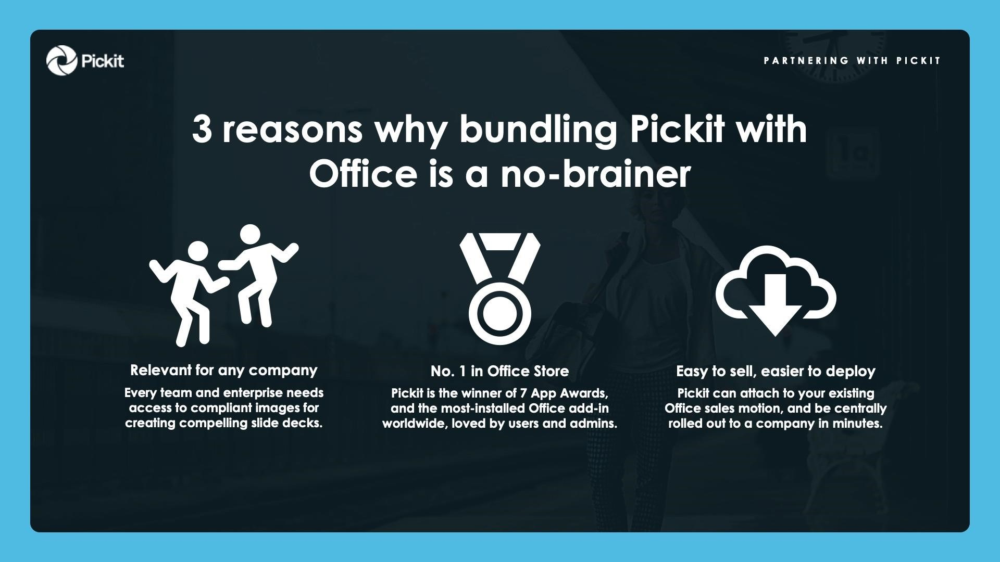 Pickit
PARTNERING WITH PICKIT
3 reasons why bundling Pickit with
Office is a no-brainer
Relevant for any company
Every team and enterprise needs
access to compliant images for
creating compelling slide decks.
No. 1 in Office Store
Pickit is the winner of 7 App Awards,
and the most-installed Office add-in
worldwide, loved by users and admins.
Easy to sell, easier to deploy
Pickit can attach to your existing
Office sales motion, and be centrally
rolled out to a company in minutes.
1a